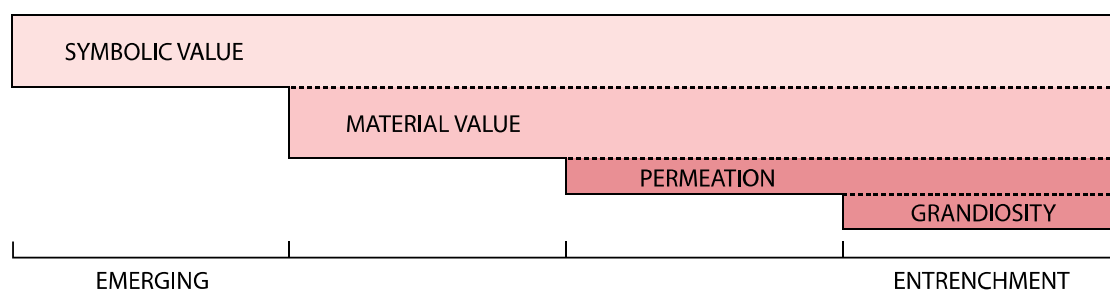 SYMBOLIC VALUE
MATERIAL VALUE
PERMEATION
GRANDIOSITY
EMERGING
ENTRENCHMENT